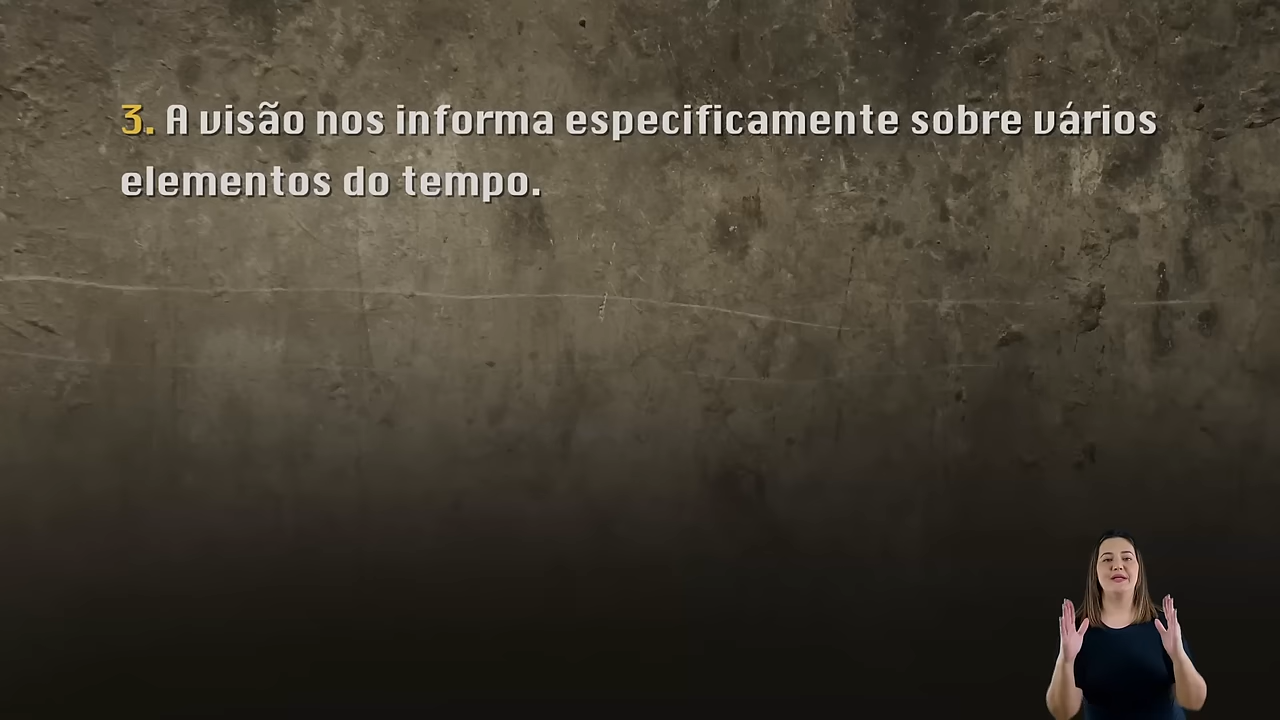 3. A visão nos informa especificamente sobre vários
elementos do tempo.